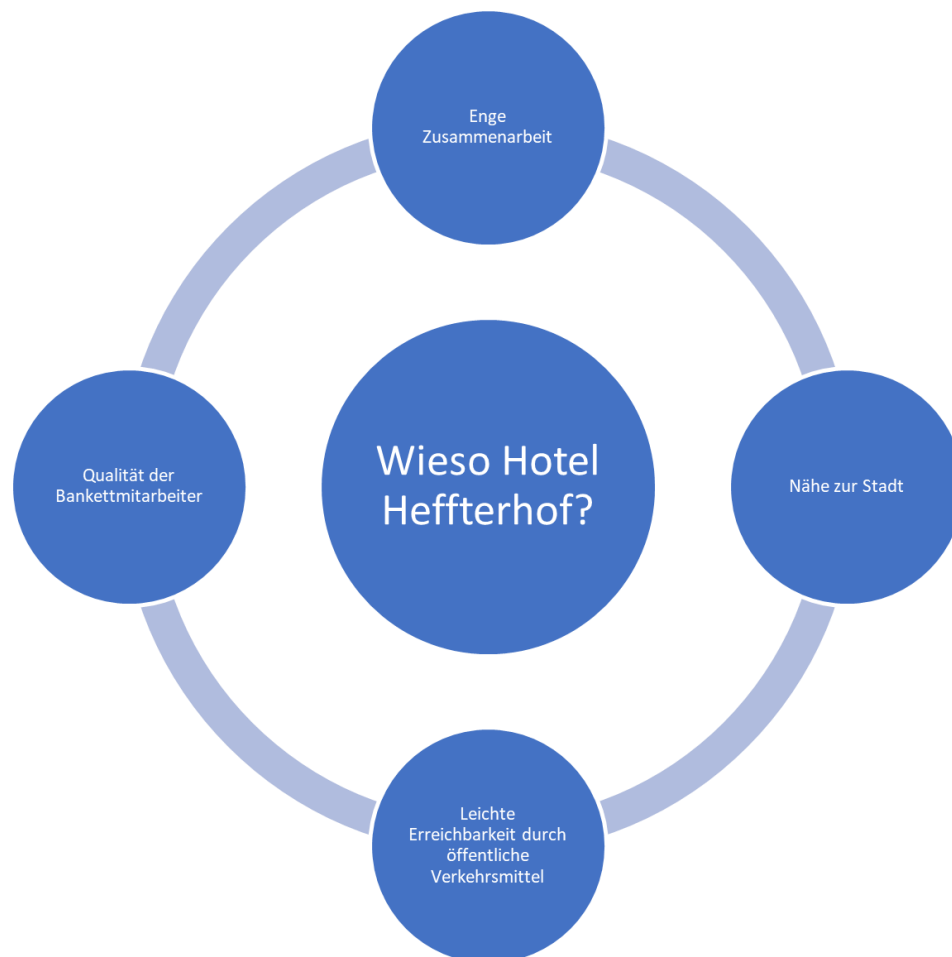 Enge
Zusammenarbeit
Wieso Hotel
Heffterhof?
Qualität der
Bankettmitarbeiter
Nähe zur Stadt
Leichte
Erreichbarkeit durch
öffentliche
Verkehrsmittel